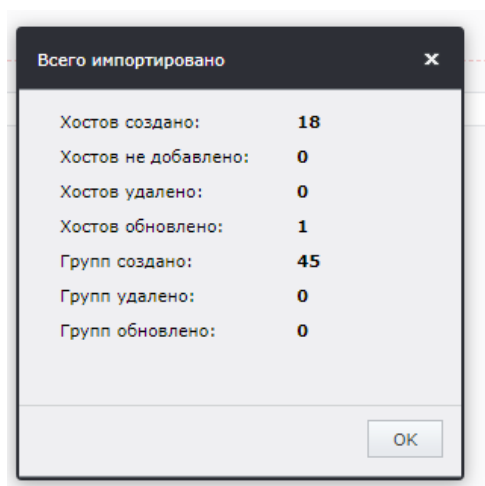 Всего импортировано
Хостов создано: 18
Хостов не добавлено: 0
Хостов удалено: 0
Хостов обновлено: 1
Групп создано: 45
Групп удалено: 0
Групп обновлено: 0
OK